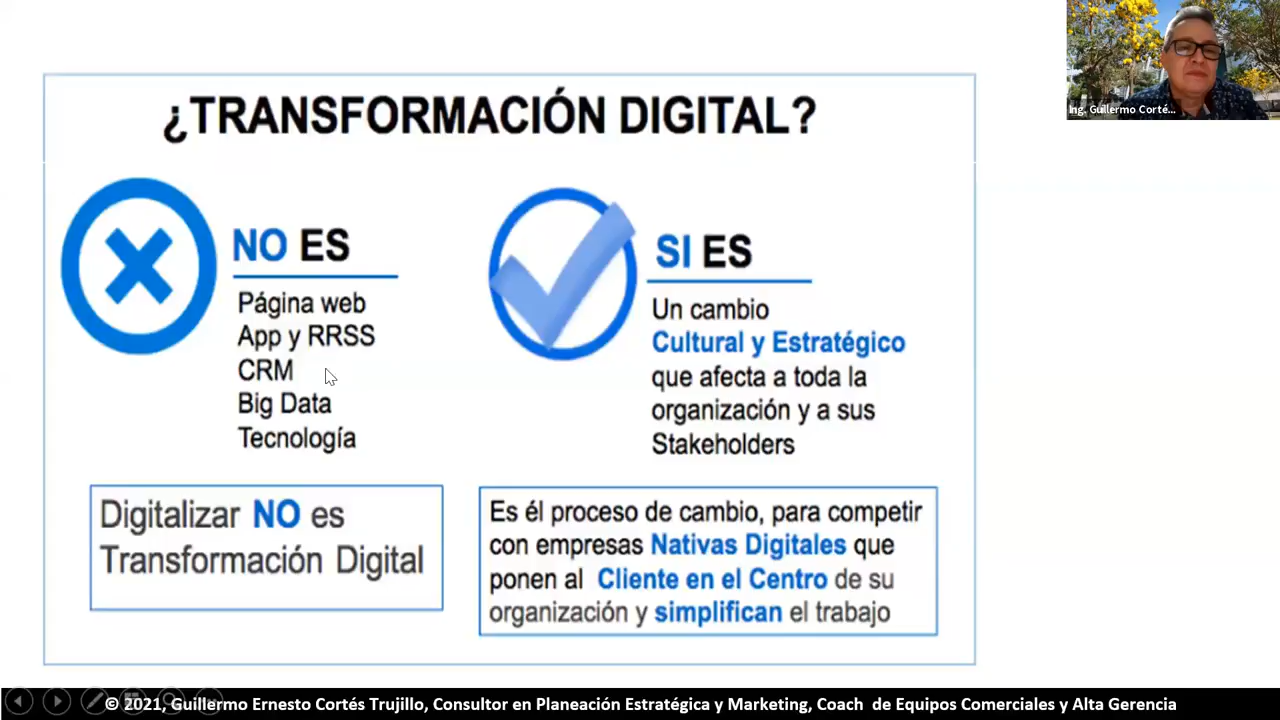 ¿TRANSFORMACIÓN DIGITAL?
NO ES
Página web
App y RRSS
CRM
Big Data
Tecnología
Digitalizar NO es
Transformación Digital
SI ES
Un cambio
Cultural y Estratégico
que afecta a toda la
organización y a sus
Stakeholders
Es él proceso de cambio, para competir
con empresas Nativas Digitales que
ponen al Cliente en el Centro de su
organización y simplifican el trabajo
Ing. Guillermo Corté...
© 2021, Guillermo Ernesto Cortés Trujillo, Consultor en Planeación Estratégica y Marketing, Coach de Equipos Comerciales y Alta Gerencia